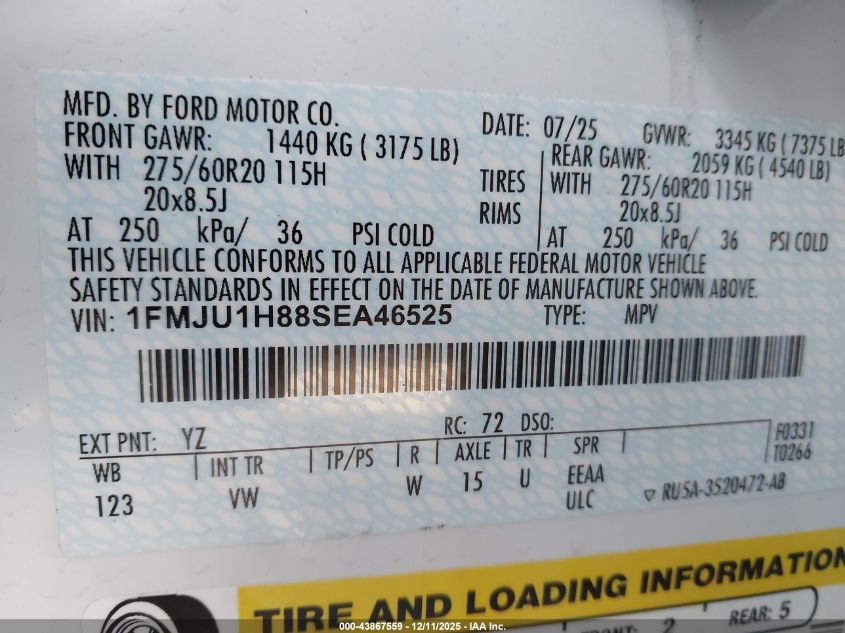 MFD. BY FORD MOTOR CO. DATE: 07/25 GVWR: 3345 KG ( 7375 LB
FRONT GAWR: 1440 KG ( 3175 LB) REAR GAWR: 2059 KG ( 4540 LB)
WITH 275/60R20 115H TIRES WITH 275/60R20 115H
20x8.5J RIMS 20x8.5J
AT 250 kPa/ 36 PSI COLD AT 250 kPa/ 36 PSI COLD
THIS VEHICLE CONFORMS TO ALL APPLICABLE FEDERAL MOTOR VEHICLE
SAFETY STANDARDS IN EFFECT ON THE DATE OF MANUFACTURE SHOWN ABOVE.
VIN: 1FMJU1H88SEA46525 TYPE: MPV
EXT PNT: YZ RC: 72 DSO: F0331
WB INT TR TP/PS R AXLE TR SPR T0266
123 VW W 15 U EEAA
ULC RU5A-3520472-AB
TIRE AND LOADING INFORMATION
FRONT: 2 REAR: 5
000-43867559 - 12/11/2025 - IAA Inc.